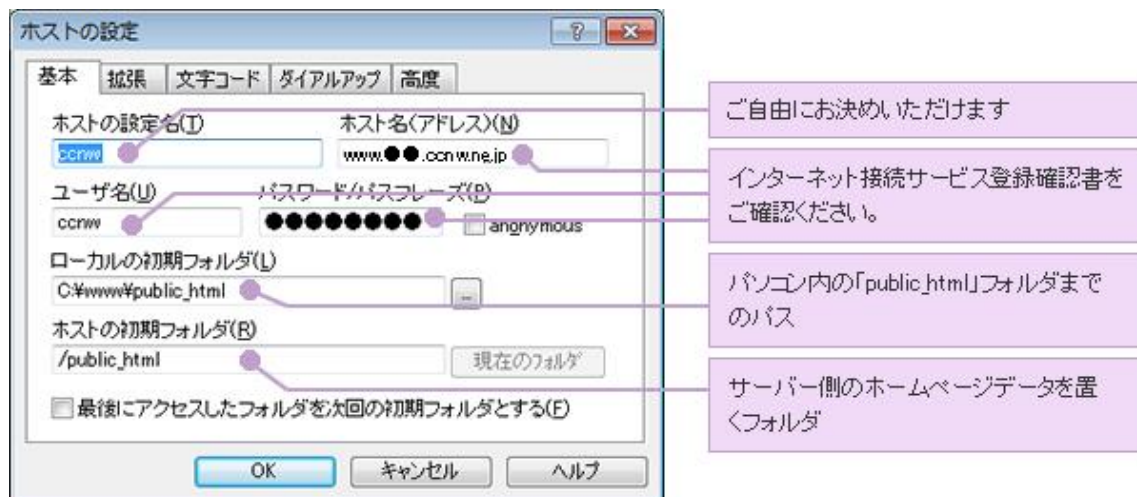 ホストの設定
基本 拡張 文字コード ダイアルアップ 高度
ホストの設定名(T) ホスト名(アドレス)(N)
ccnw www.●●.ccnw.ne.jp
ユーザ名(U) パスワード/パスフレーズ(P)
ccnw ●●●●●●●● anonymous
ローカルの初期フォルダ(L)
C:¥www¥public_html ...
ホストの初期フォルダ(R)
/public_html 現在のフォルダ
最後にアクセスしたフォルダを次回の初期フォルダとする(F)
OK キャンセル ヘルプ
ご自由にお決めいただけます
インターネット接続サービス登録確認書を
ご確認ください。
パソコン内の「public_html」フォルダまで
のパス
サーバー側のホームページデータを置
くフォルダ